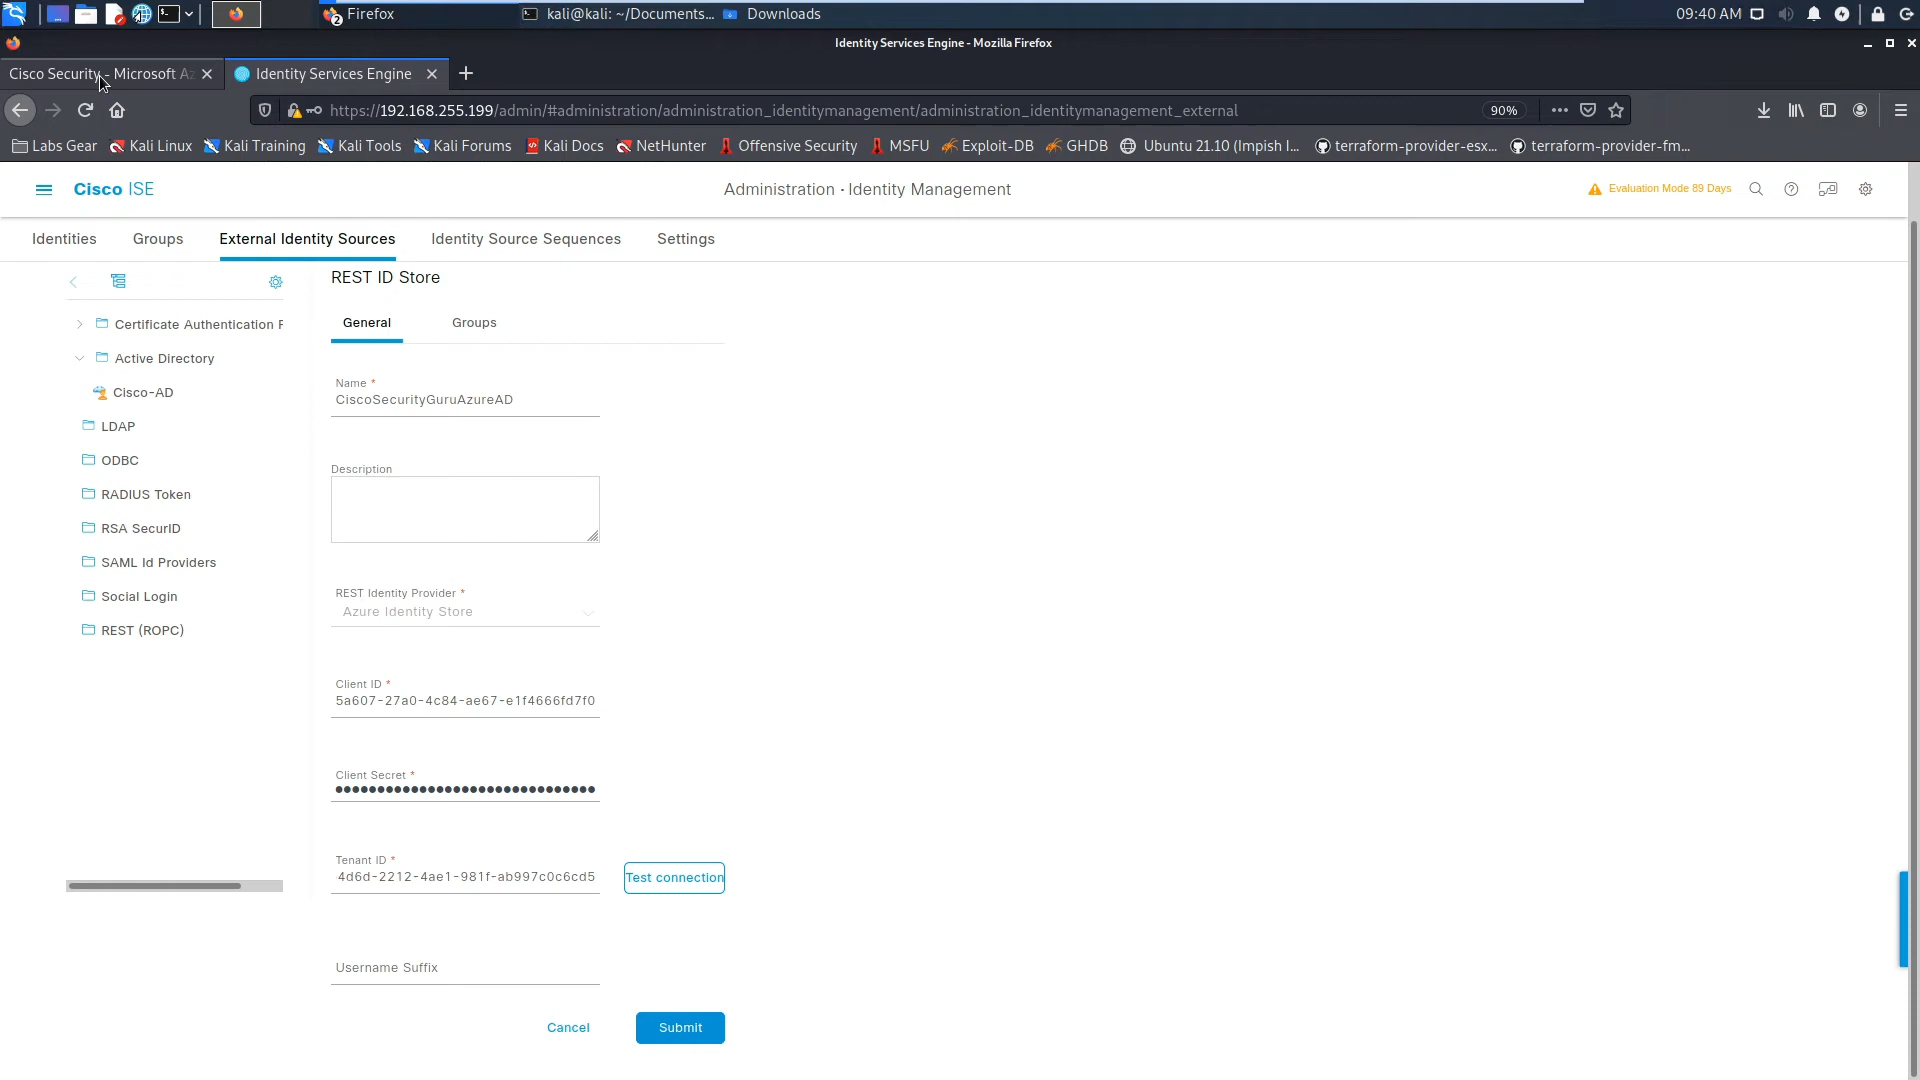 09:40 AM
2 Firefox
kali@kali: ~/Documents...
Downloads
Identity Services Engine - Mozilla Firefox
Cisco Security - Microsoft Az
Identity Services Engine
https://192.168.255.199/admin/#administration/administration_identitymanagement/administration_identitymanagement_external
90%
Labs Gear
Kali Linux
Kali Training
Kali Tools
Kali Forums
Kali Docs
NetHunter
Offensive Security
MSFU
Exploit-DB
GHDB
Ubuntu 21.10 (Impish I...
terraform-provider-esx...
terraform-provider-fm...
Cisco ISE
Administration · Identity Management
Evaluation Mode 89 Days
Identities
Groups
External Identity Sources
Identity Source Sequences
Settings
Certificate Authentication F
Active Directory
Cisco-AD
LDAP
ODBC
RADIUS Token
RSA SecurID
SAML Id Providers
Social Login
REST (ROPC)
REST ID Store
General
Groups
Name *
CiscoSecurityGuruAzureAD
Description
REST Identity Provider *
Azure Identity Store
Client ID *
5a607-27a0-4c84-ae67-e1f4666fd7f0
Client Secret *
●●●●●●●●●●●●●●●●●●●●●●●●●●●●●●●
Tenant ID *
4d6d-2212-4ae1-981f-ab997c0c6cd5
Test connection
Username Suffix
Cancel
Submit